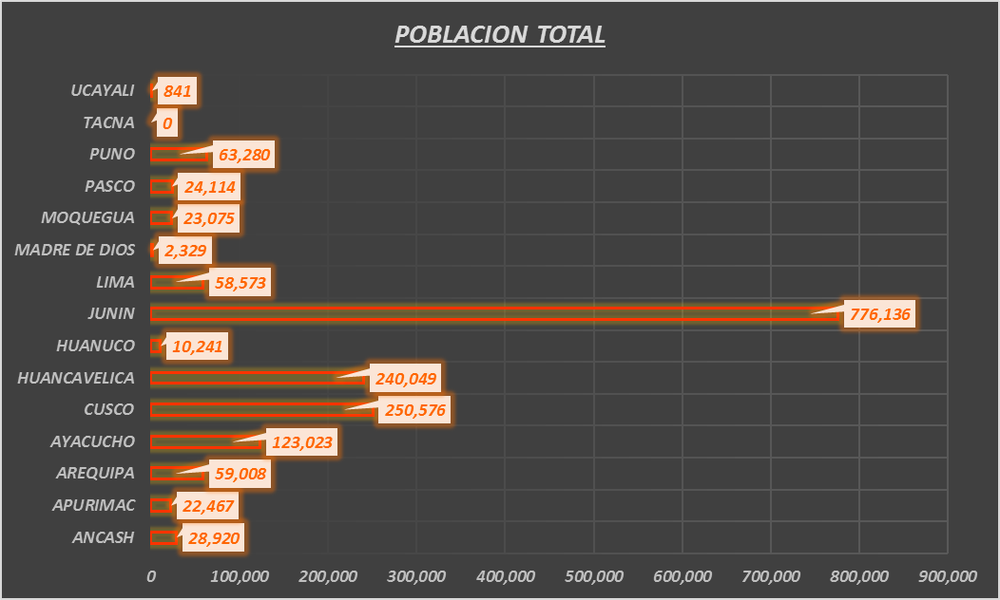 POBLACION TOTAL
UCAYALI 841
TACNA 0
PUNO 63,280
PASCO 24,114
MOQUEGUA 23,075
MADRE DE DIOS 2,329
LIMA 58,573
JUNIN 776,136
HUANUCO 10,241
HUANCAVELICA 240,049
CUSCO 250,576
AYACUCHO 123,023
AREQUIPA 59,008
APURIMAC 22,467
ANCASH 28,920
0 100,000 200,000 300,000 400,000 500,000 600,000 700,000 800,000 900,000